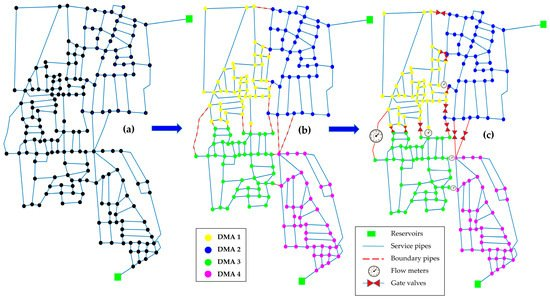 (a)
(b)
(c)
DMA 1
DMA 2
DMA 3
DMA 4
Reservoirs
Service pipes
Boundary pipes
Flow meters
Gate valves